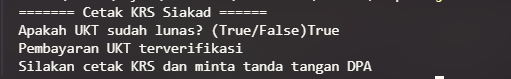 ======= Cetak KRS Siakad ======
Apakah UKT sudah lunas? (True/False)True
Pembayaran UKT terverifikasi
Silakan cetak KRS dan minta tanda tangan DPA